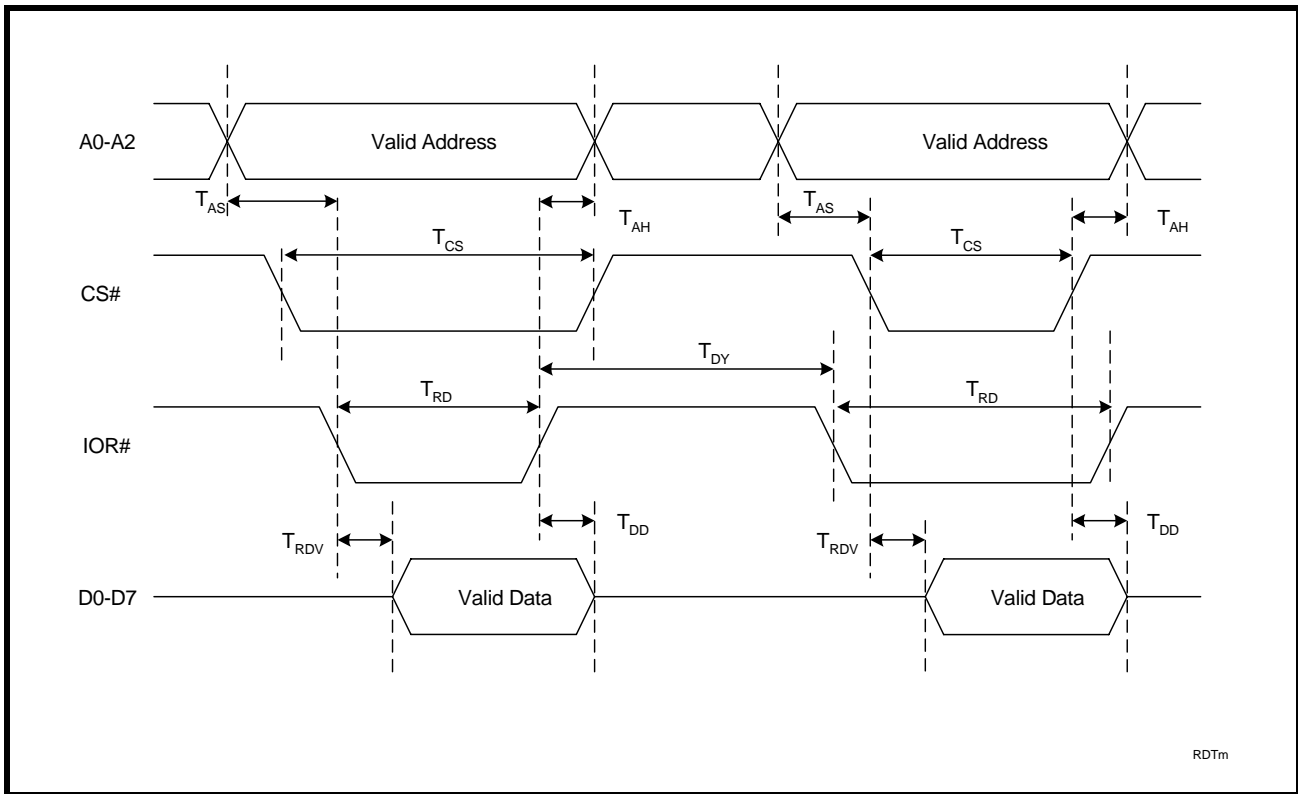 A0-A2
Valid Address
Valid Address
TAS
TAH
TAS
TAH
TCS
TCS
CS#
TDY
TRD
TRD
IOR#
TRDV
TDD
TRDV
TDD
D0-D7
Valid Data
Valid Data
RDTm